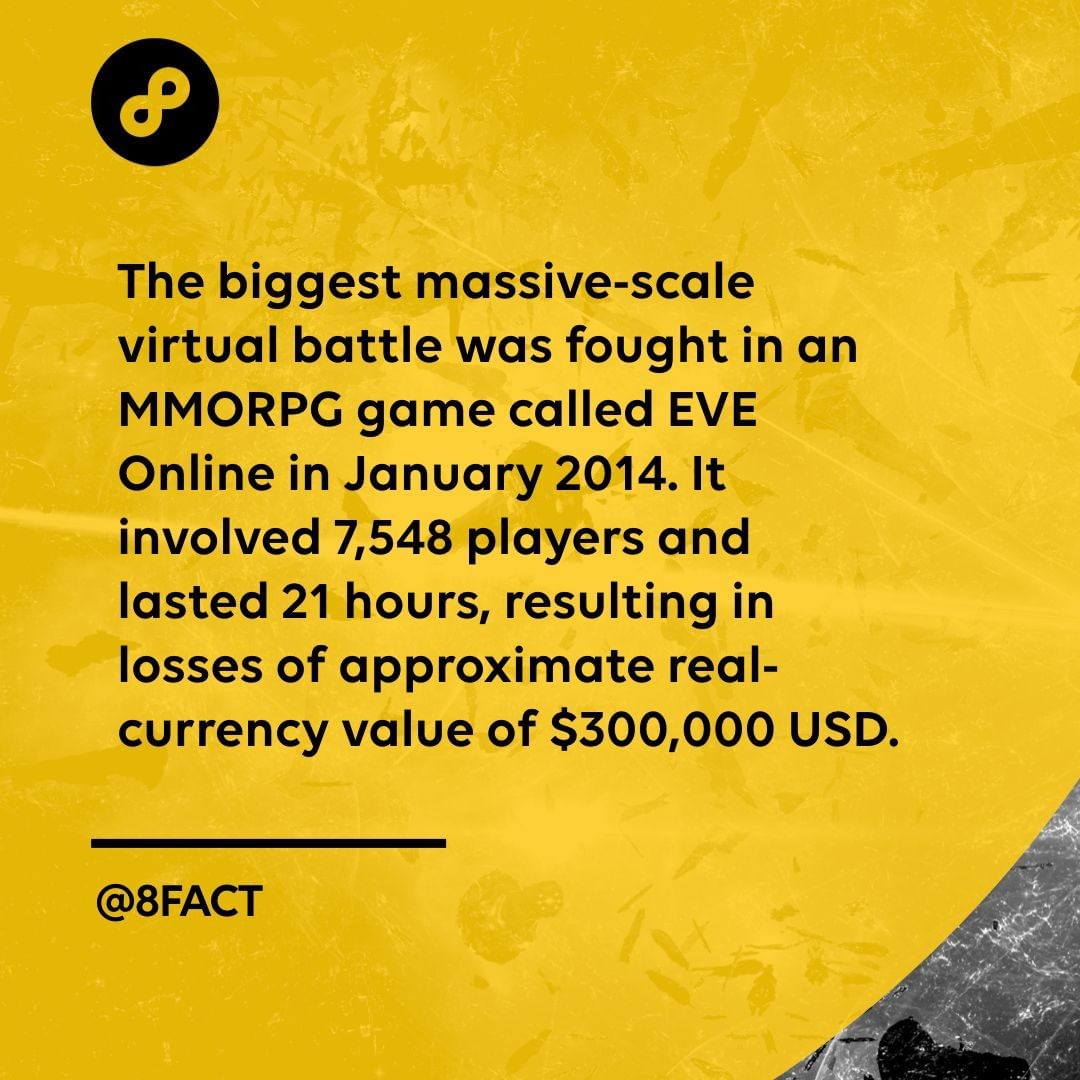 The biggest massive-scale
virtual battle was fought in an
MMORPG game called EVE
Online in January 2014. It
involved 7,548 players and
lasted 21 hours, resulting in
losses of approximate real-
currency value of $300,000 USD.
@8FACT